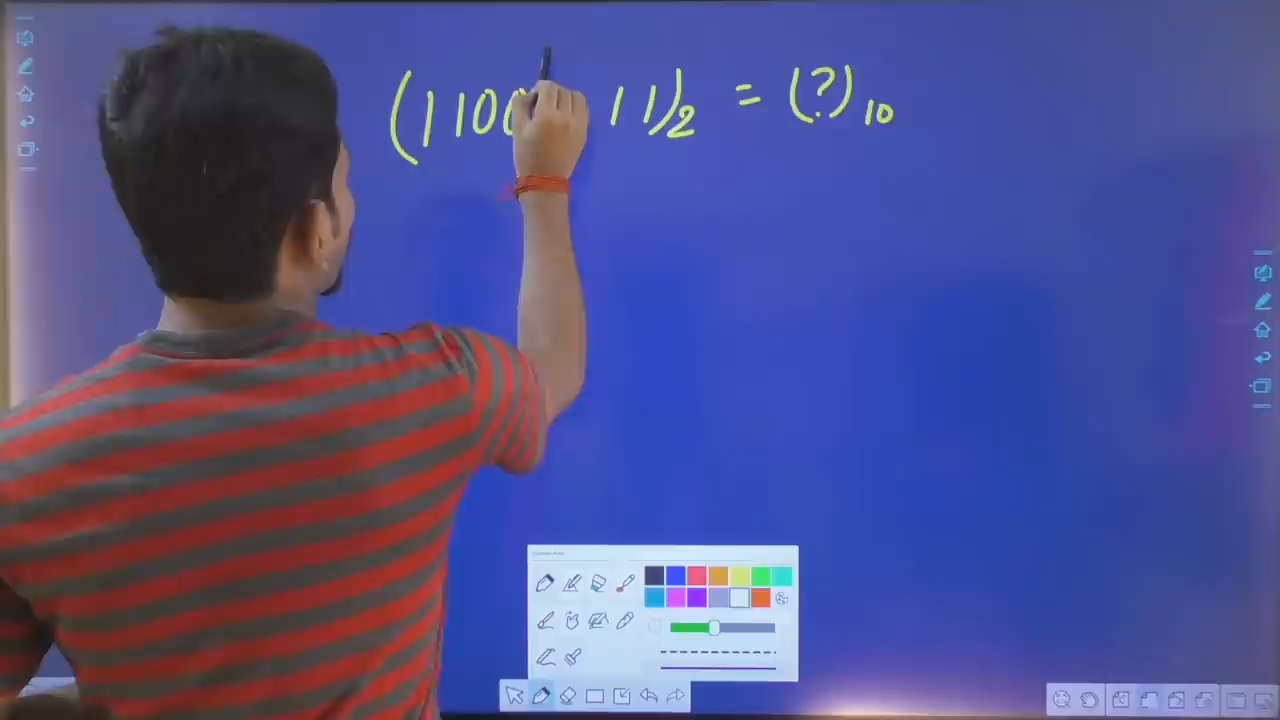 (1100 11)₂ = (?)₁₀